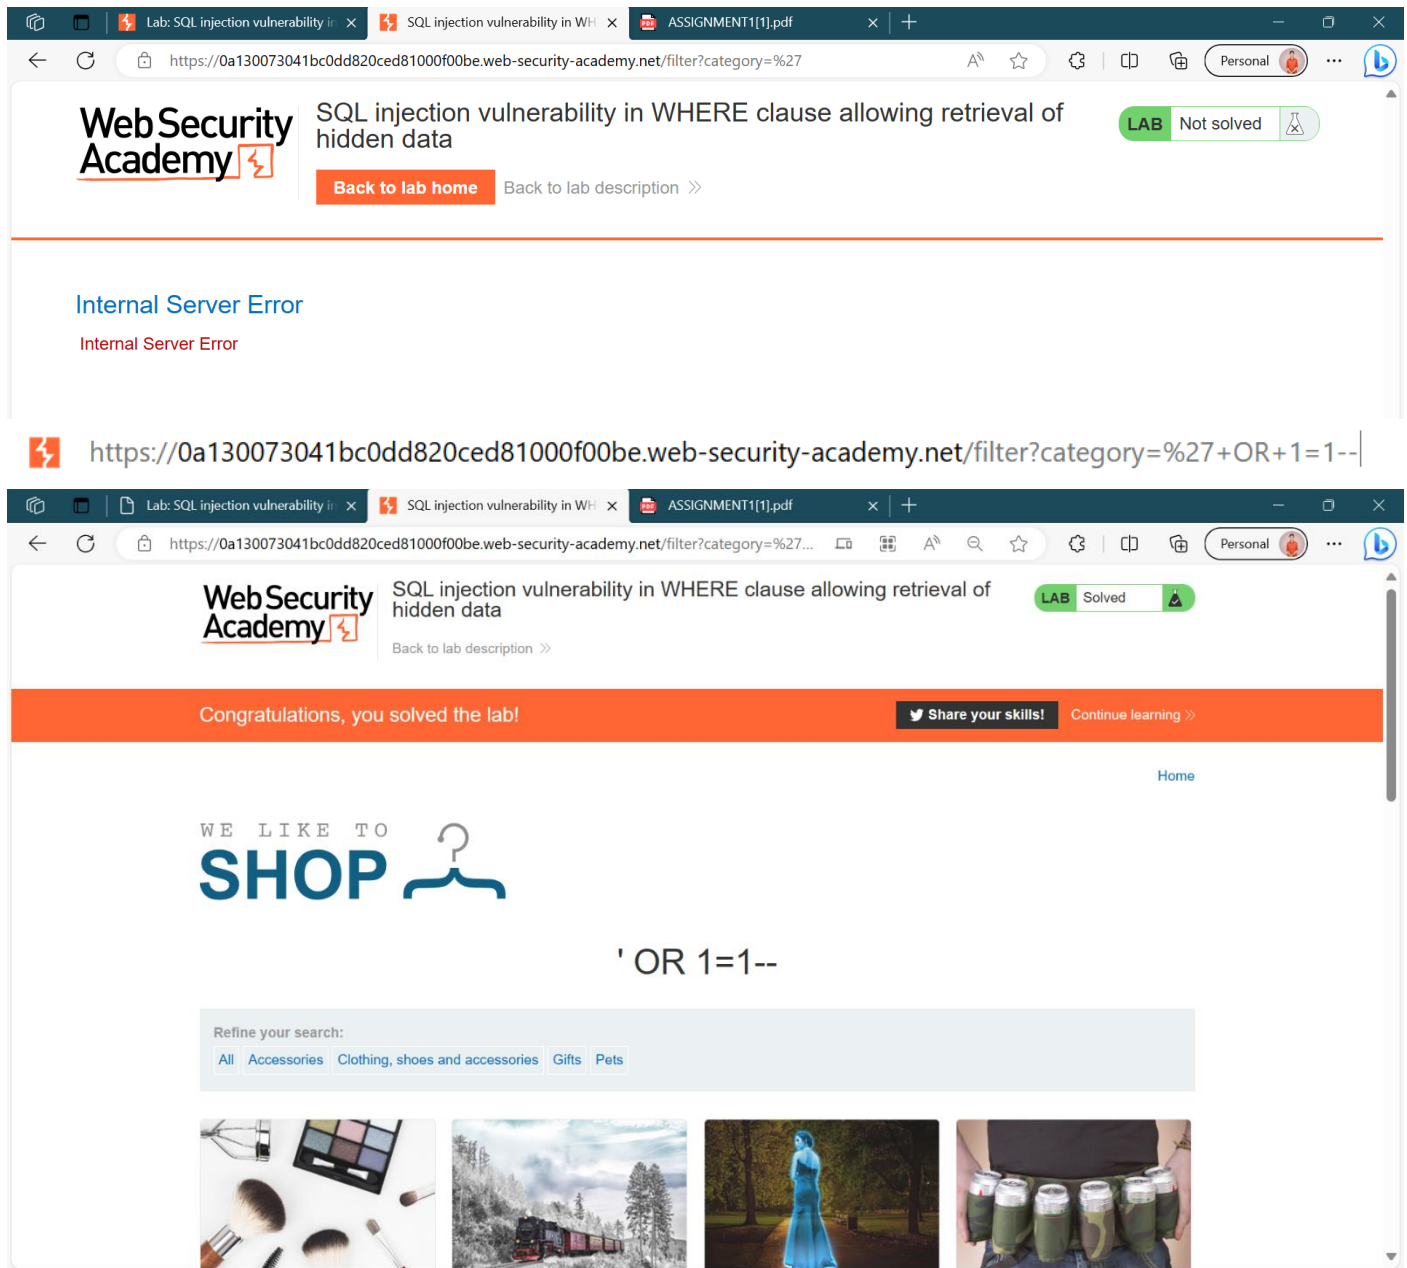 Lab: SQL injection vulnerability in
SQL injection vulnerability in WH
ASSIGNMENT1[1].pdf
https://0a130073041bc0dd820ced81000f00be.web-security-academy.net/filter?category=%27
Personal
Web Security
Academy
SQL injection vulnerability in WHERE clause allowing retrieval of
hidden data
LAB Not solved
Back to lab home Back to lab description
Internal Server Error
Internal Server Error
https://0a130073041bc0dd820ced81000f00be.web-security-academy.net/filter?category=%27+OR+1=1--
Lab: SQL injection vulnerability in
SQL injection vulnerability in WH
ASSIGNMENT1[1].pdf
https://0a130073041bc0dd820ced81000f00be.web-security-academy.net/filter?category=%27...
Personal
Web Security
Academy
SQL injection vulnerability in WHERE clause allowing retrieval of
hidden data
LAB Solved
Back to lab description
Congratulations, you solved the lab!
Share your skills! Continue learning
Home
WE LIKE TO
SHOP
' OR 1=1--
Refine your search:
All Accessories Clothing, shoes and accessories Gifts Pets